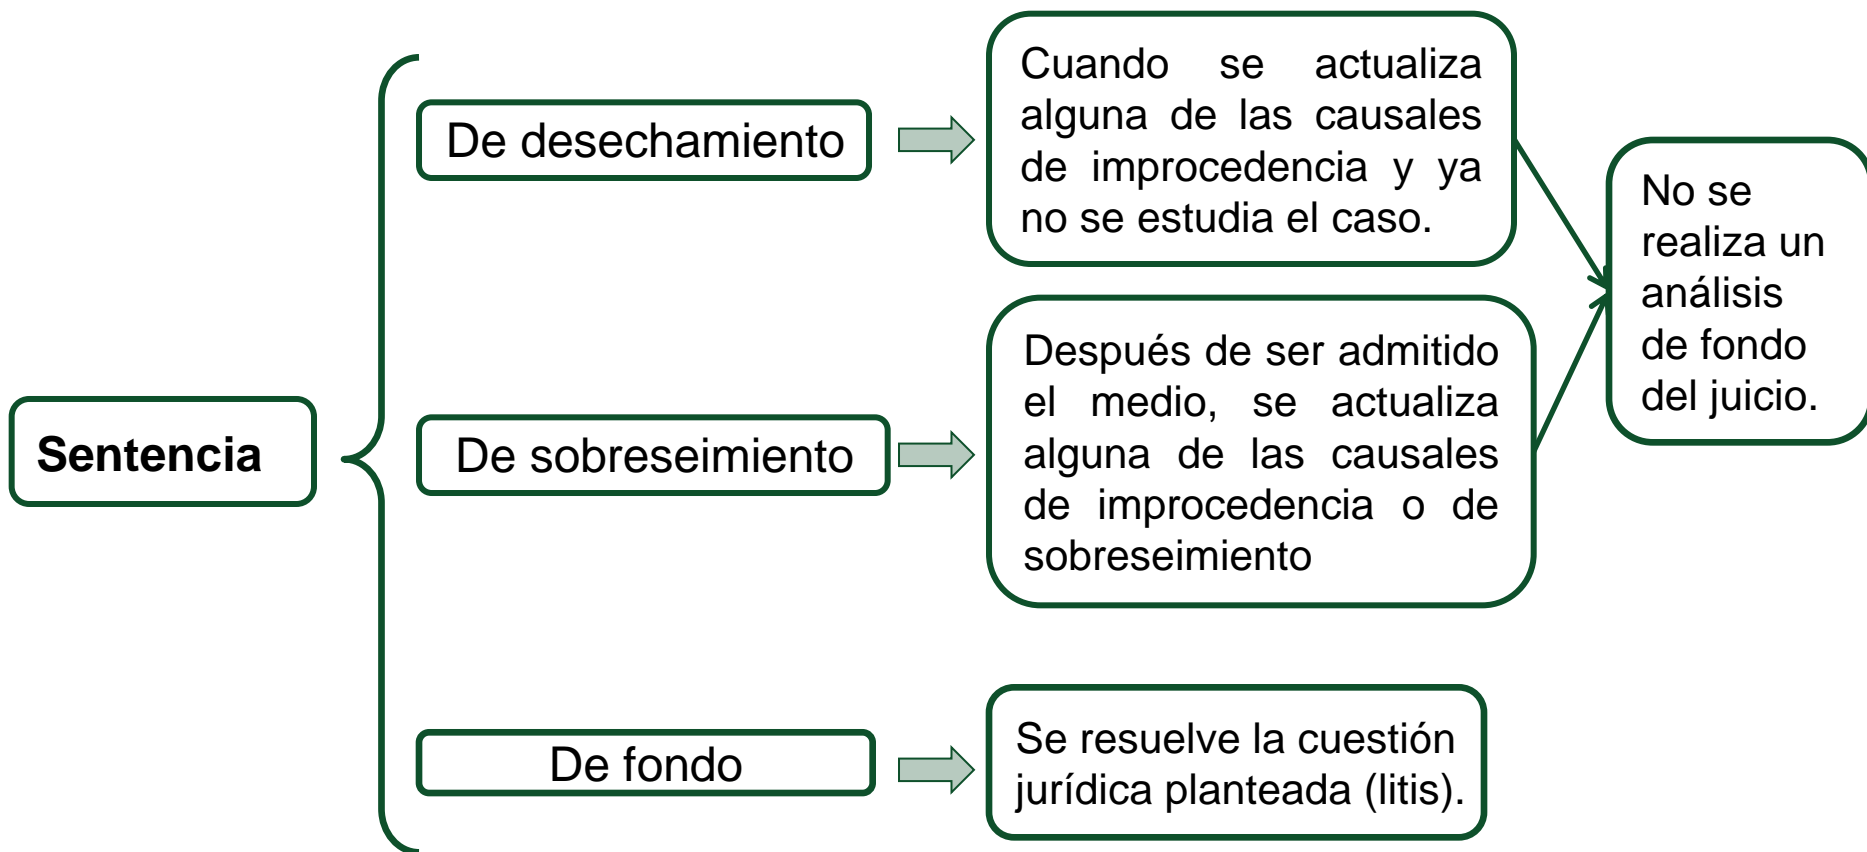 Sentencia
De desechamiento
Cuando se actualiza
alguna de las causales
de improcedencia y ya
no se estudia el caso.
No se
realiza un
análisis
de fondo
del juicio.
De sobreseimiento
Después de ser admitido
el medio, se actualiza
alguna de las causales
de improcedencia o de
sobreseimiento
De fondo
Se resuelve la cuestión
jurídica planteada (litis).